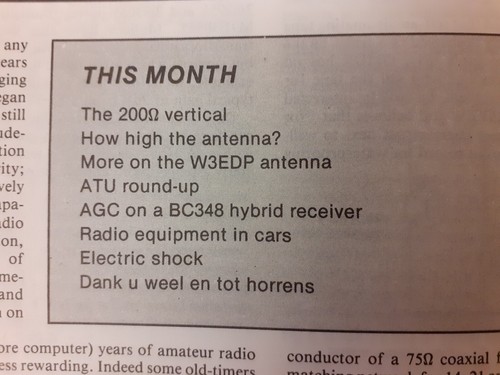 any
ears
ging
egan
still
ude-
tion
ity;
vely
apa-
adio
on,
of
me-
and
on
THIS MONTH
The 200Ω vertical
How high the antenna?
More on the W3EDP antenna
ATU round-up
AGC on a BC348 hybrid receiver
Radio equipment in cars
Electric shock
Dank u weel en tot horrens
ore computer) years of amateur radio
ess rewarding. Indeed some old-timers
conductor of a 75Ω coaxial f